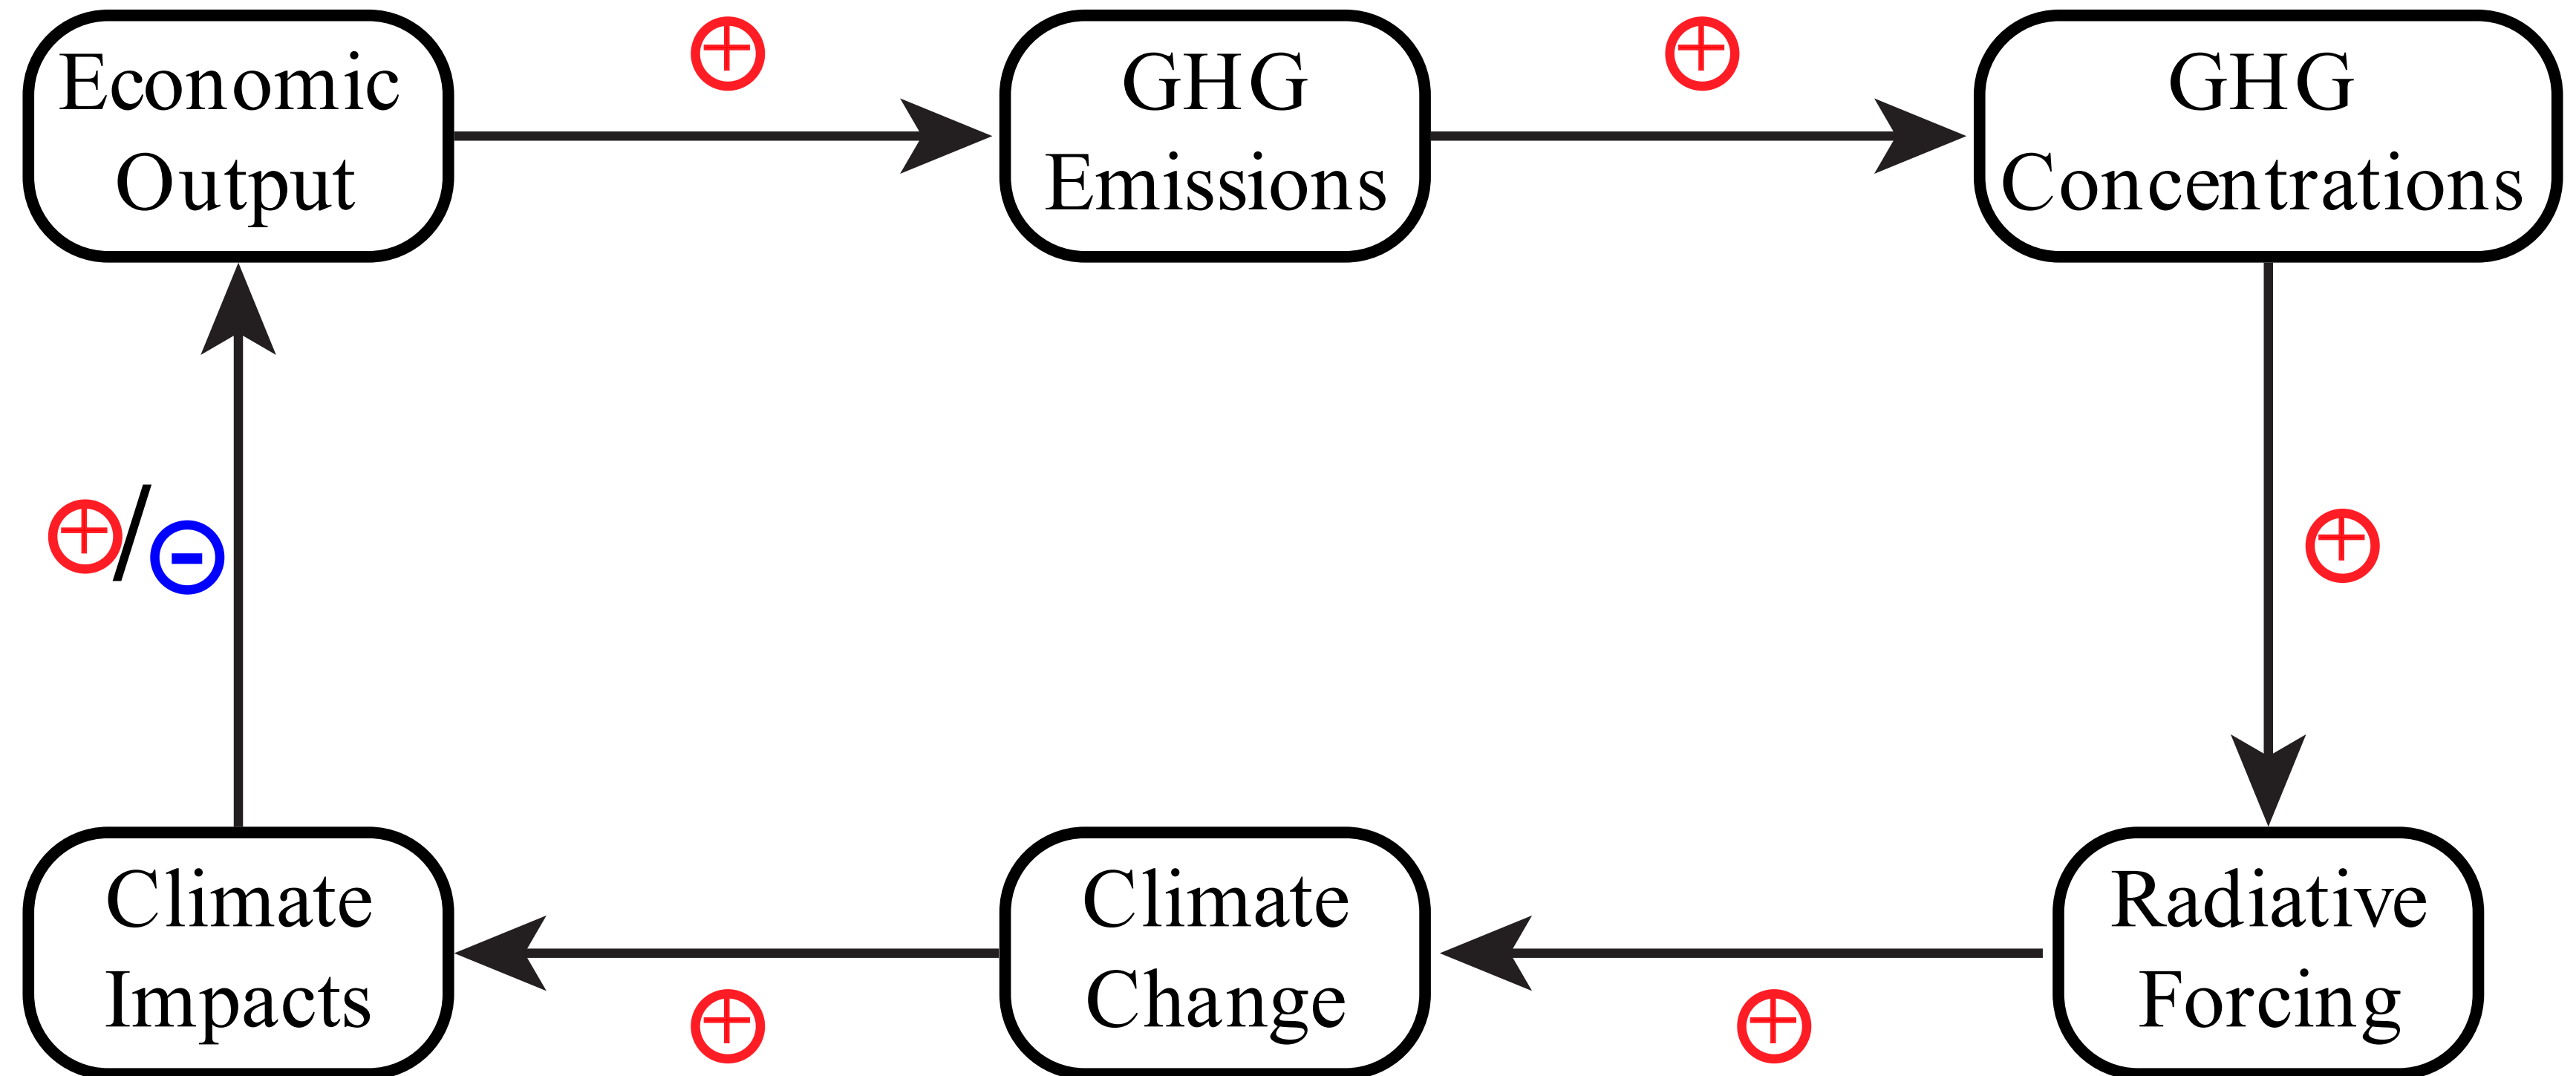 Economic
Output
+
GHG
Emissions
+
GHG
Concentrations
+/-
+
Climate
Impacts
+
Climate
Change
+
Radiative
Forcing